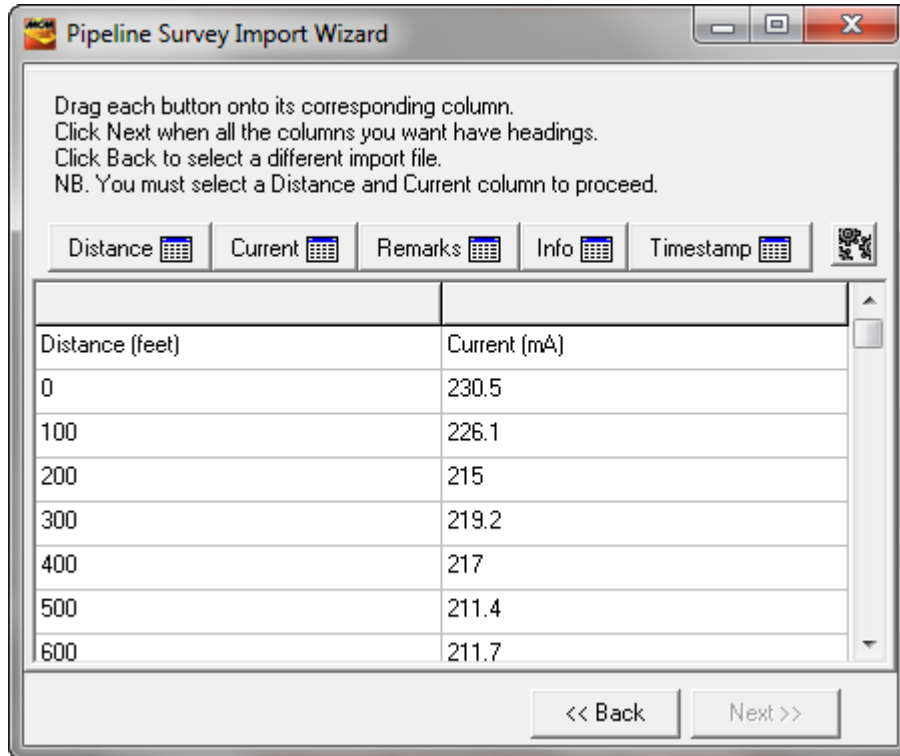 MCM Pipeline Survey Import Wizard
Drag each button onto its corresponding column.
Click Next when all the columns you want have headings.
Click Back to select a different import file.
NB. You must select a Distance and Current column to proceed.
Distance Current Remarks Info Timestamp
Distance (feet) Current (mA)
0 230.5
100 226.1
200 215
300 219.2
400 217
500 211.4
600 211.7
<< Back Next >>